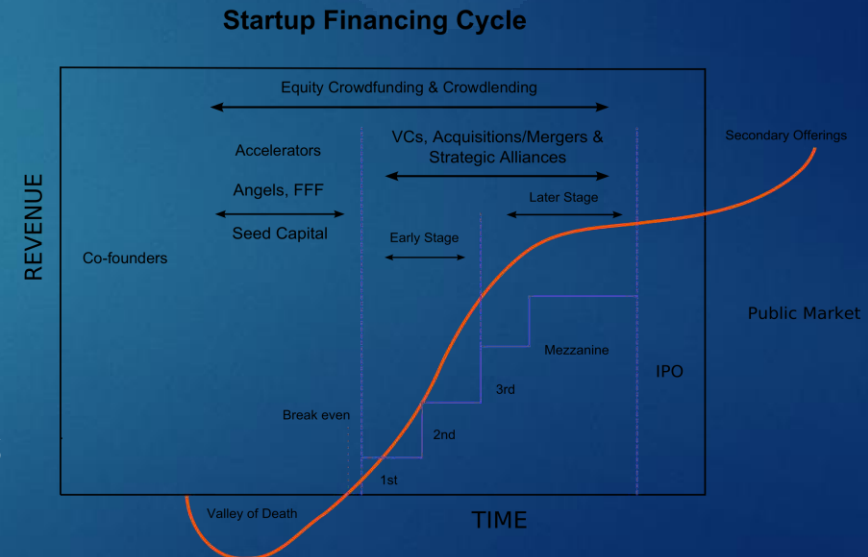 Startup Financing Cycle
Equity Crowdfunding & Crowdlending
VCs, Acquisitions/Mergers &
Strategic Alliances
Secondary Offerings
Accelerators
Angels, FFF
Seed Capital
Later Stage
Early Stage
Co-founders
REVENUE
Public Market
Mezzanine
IPO
3rd
Break even
2nd
1st
Valley of Death
TIME